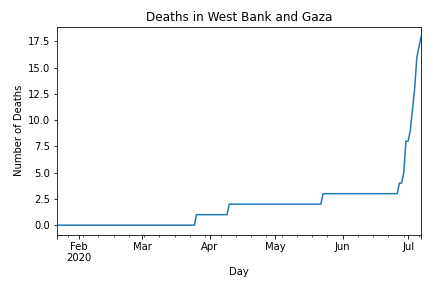 Deaths in West Bank and Gaza
17.5
15.0
12.5
10.0
7.5
5.0
2.5
0.0
Number of Deaths
Feb Mar Apr May Jun Jul
2020
Day